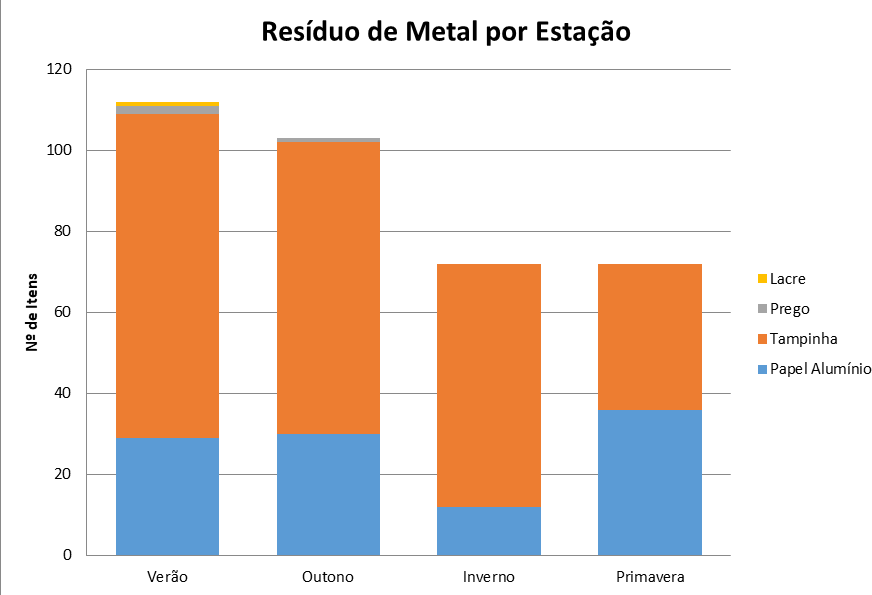 Resíduo de Metal por Estação
120
100
80
60
40
20
0
Nº de Itens
Verão
Outono
Inverno
Primavera
Lacre
Prego
Tampinha
Papel Alumínio